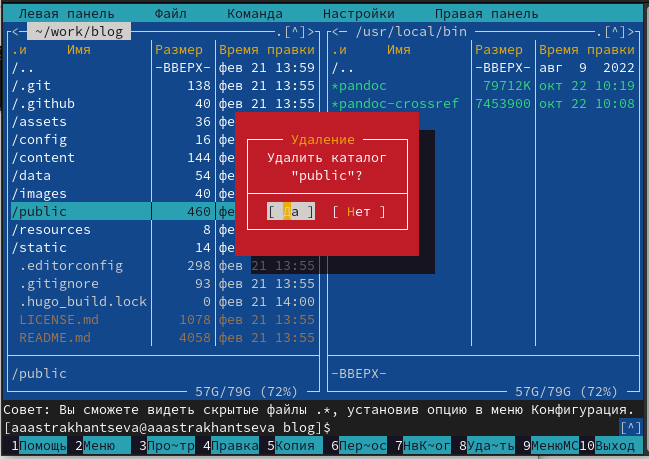 Левая панель Файл Команда Настройки Правая панель
<─ ~/work/blog .[^]> <─ /usr/local/bin .[^]>
.и Имя Размер Время правки .и Имя Размер Время правки
/.. -ВВЕРХ- фев 21 13:59 /.. -ВВЕРХ- авг 9 2022
/.git 138 фев 21 13:55 *pandoc 79712K окт 22 10:19
/.github 40 фев 21 13:55 *pandoc-crossref 7453900 окт 22 10:08
/assets 36 фе
/config 16 фе
/content 144 фе
/data 54 фе
/images 40 фе
/public 460 фе
/resources 8 фе
/static 14 фе
Удаление
Удалить каталог
"public"?
[ Да ] [ Нет ]
.editorconfig 298 фев 21 13:55
.gitignore 93 фев 21 13:55
.hugo_build.lock 0 фев 21 14:00
LICENSE.md 1078 фев 21 13:55
README.md 4058 фев 21 13:55
/public -ВВЕРХ-
57G/79G (72%) 57G/79G (72%)
Совет: Вы сможете видеть скрытые файлы .*, установив опцию в меню Конфигурация.
[aaastrakhantseva@aaastrakhantseva blog]$ [^]
1Помощь 2Меню 3Про~тр 4Правка 5Копия 6Пер~ос 7НвК~ог 8Уда~ть 9МенюМС 10Выход